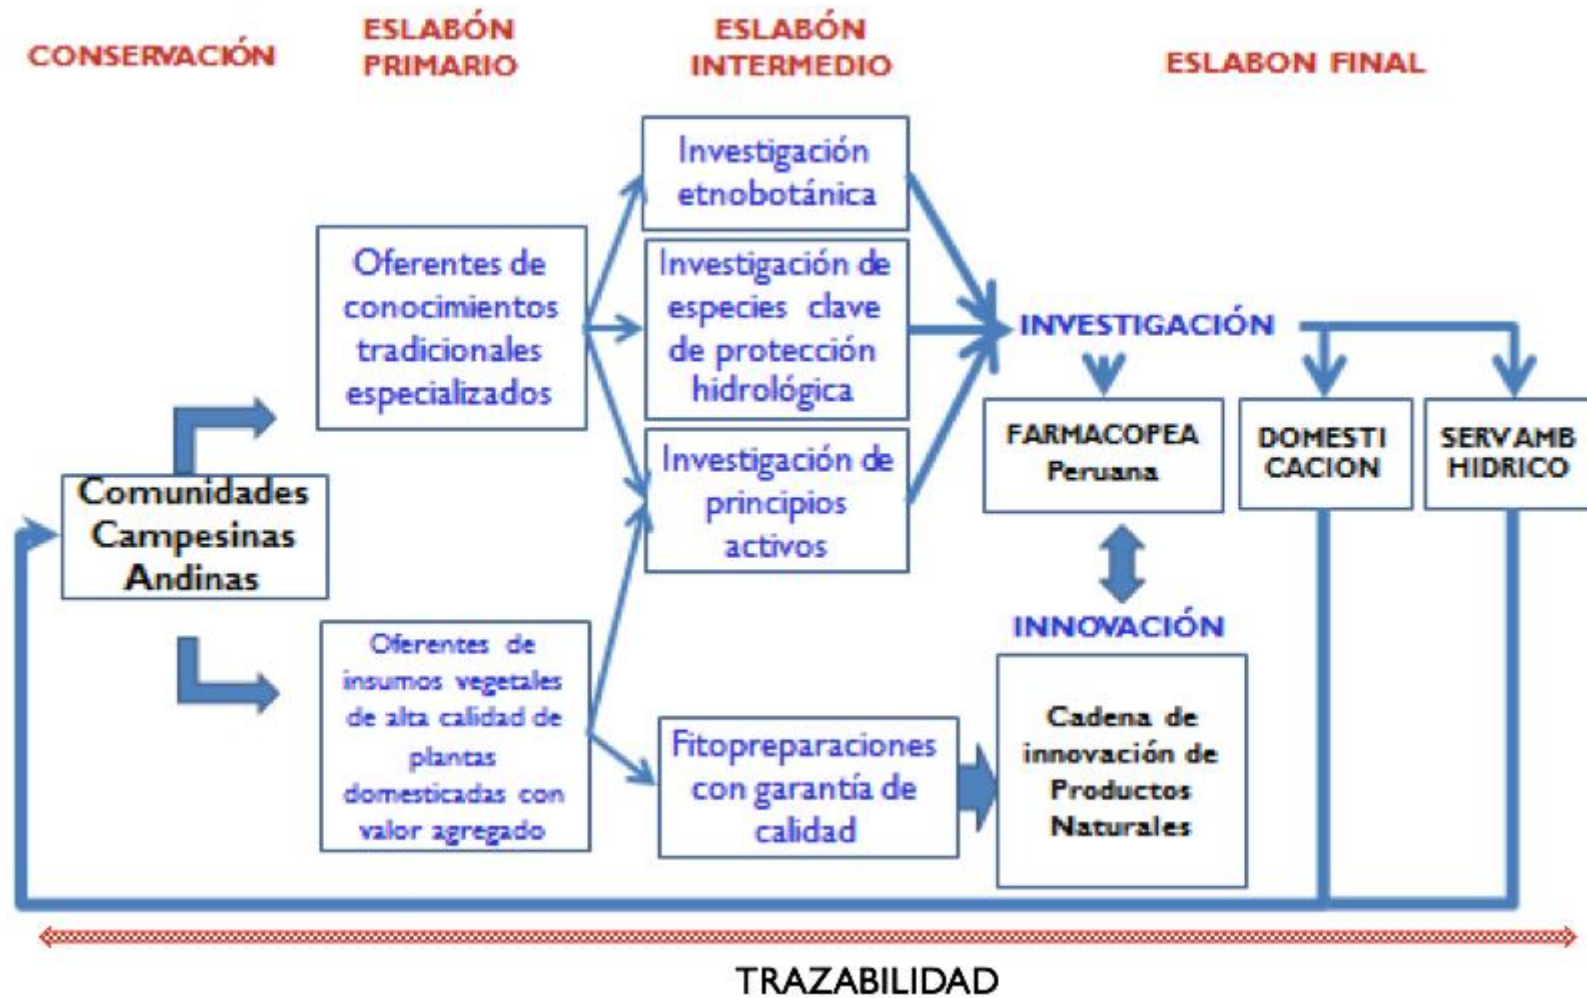 CONSERVACIÓN
ESLABÓN
PRIMARIO
ESLABÓN
INTERMEDIO
ESLABON FINAL
Comunidades
Campesinas
Andinas
Oferentes de
conocimientos
tradicionales
especializados
Oferentes de
insumos vegetales
de alta calidad de
plantas
domesticadas con
valor agregado
Investigación
etnobotánica
Investigación de
especies clave
de protección
hidrológica
Investigación de
principios
activos
Fitopreparaciones
con garantía de
calidad
INVESTIGACIÓN
FARMACOPEA
Peruana
DOMESTI
CACION
SERVAMB
HIDRICO
INNOVACIÓN
Cadena de
innovación de
Productos
Naturales
TRAZABILIDAD